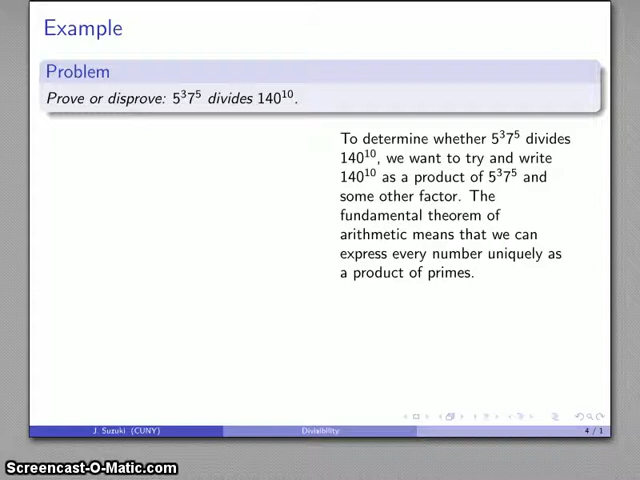 Example
Problem
Prove or disprove: 5³7⁵ divides 140¹⁰.
To determine whether 5³7⁵ divides
140¹⁰, we want to try and write
140¹⁰ as a product of 5³7⁵ and
some other factor. The
fundamental theorem of
arithmetic means that we can
express every number uniquely as
a product of primes.
J. Suzuki (CUNY)
Divisibility
4 / 1
Screencast-O-Matic.com